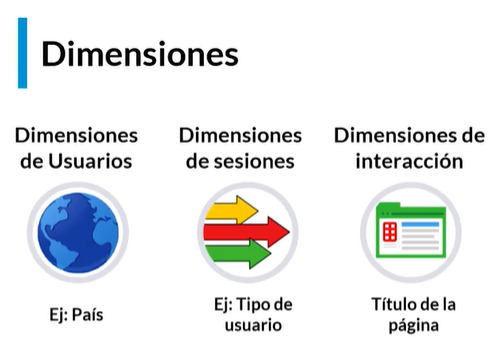 Dimensiones
Dimensiones
de Usuarios
Dimensiones
de sesiones
Dimensiones de
interacción
Ej: País
Ej: Tipo de
usuario
Título de la
página